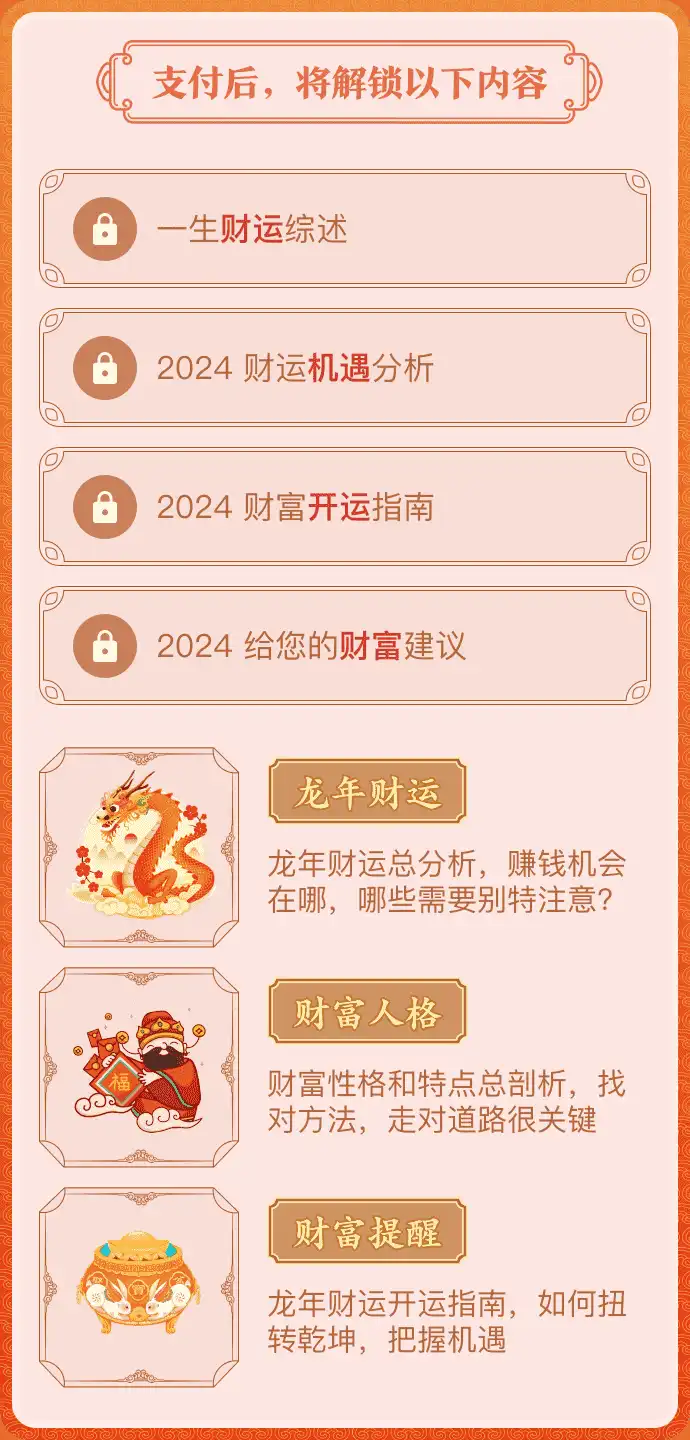 支付后，将解锁以下内容
一生财运综述
2024 财运机遇分析
2024 财富开运指南
2024 给您的财富建议
龙年财运
龙年财运总分析，赚钱机会
在哪，哪些需要别特注意？
福
财富人格
财富性格和特点总剖析，找
对方法，走对道路很关键
财富提醒
龙年财运开运指南，如何扭
转乾坤，把握机遇